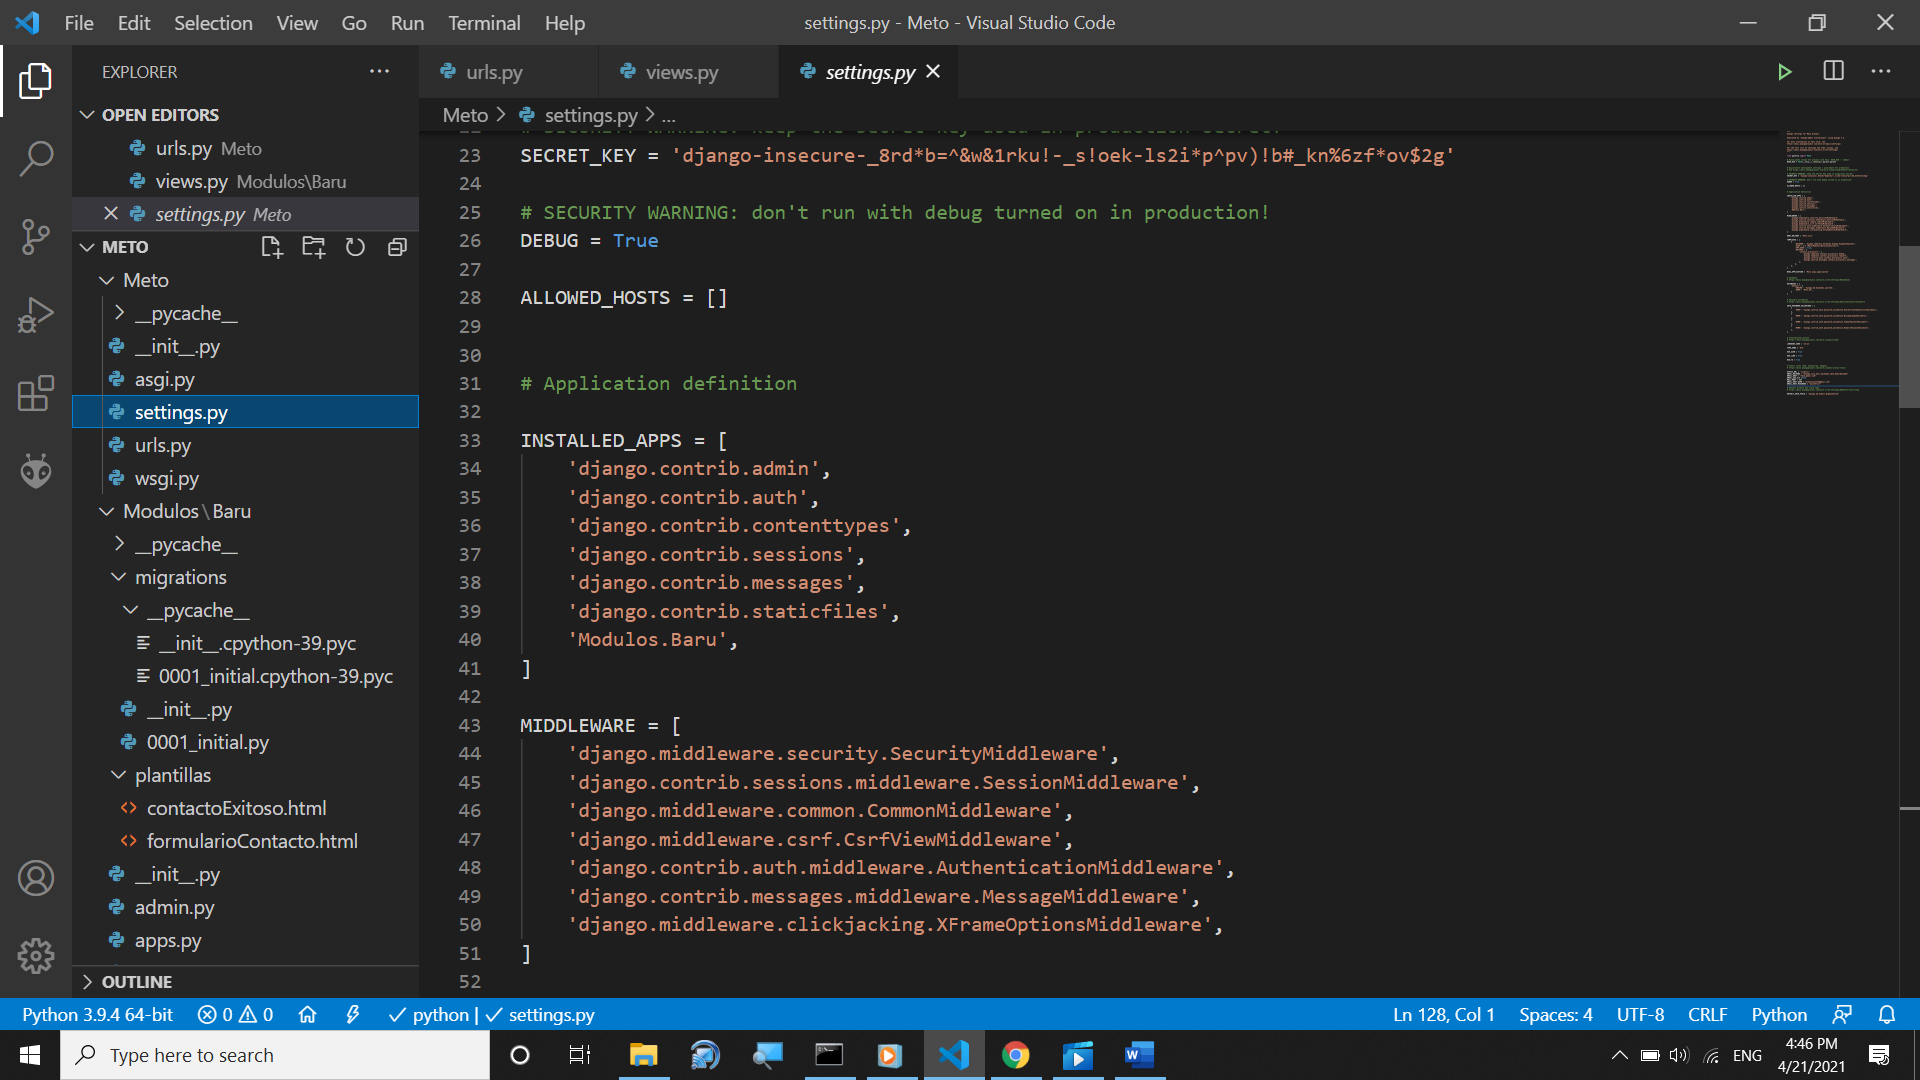 File Edit Selection View Go Run Terminal Help
settings.py - Meto - Visual Studio Code
EXPLORER
OPEN EDITORS
urls.py Meto
views.py Modulos\Baru
settings.py Meto
METO
Meto
__pycache__
__init__.py
asgi.py
settings.py
urls.py
wsgi.py
Modulos\Baru
__pycache__
migrations
__pycache__
__init__.cpython-39.pyc
0001_initial.cpython-39.pyc
__init__.py
0001_initial.py
plantillas
contactoExitoso.html
formularioContacto.html
__init__.py
admin.py
apps.py
OUTLINE
urls.py views.py settings.py
Meto > settings.py > ...
22 # SECURITY WARNING: keep the secret key used in production secret!
23 SECRET_KEY = 'django-insecure-_8rd*b=^&w&1rku!-_s!oek-ls2i*p^pv)!b#_kn%6zf*ov$2g'
24
25 # SECURITY WARNING: don't run with debug turned on in production!
26 DEBUG = True
27
28 ALLOWED_HOSTS = []
29
30
31 # Application definition
32
33 INSTALLED_APPS = [
34 'django.contrib.admin',
35 'django.contrib.auth',
36 'django.contrib.contenttypes',
37 'django.contrib.sessions',
38 'django.contrib.messages',
39 'django.contrib.staticfiles',
40 'Modulos.Baru',
41 ]
42
43 MIDDLEWARE = [
44 'django.middleware.security.SecurityMiddleware',
45 'django.contrib.sessions.middleware.SessionMiddleware',
46 'django.middleware.common.CommonMiddleware',
47 'django.middleware.csrf.CsrfViewMiddleware',
48 'django.contrib.auth.middleware.AuthenticationMiddleware',
49 'django.contrib.messages.middleware.MessageMiddleware',
50 'django.middleware.clickjacking.XFrameOptionsMiddleware',
51 ]
52
Python 3.9.4 64-bit 0 0 python | settings.py Ln 128, Col 1 Spaces: 4 UTF-8 CRLF Python
Type here to search
ENG
4:46 PM
4/21/2021